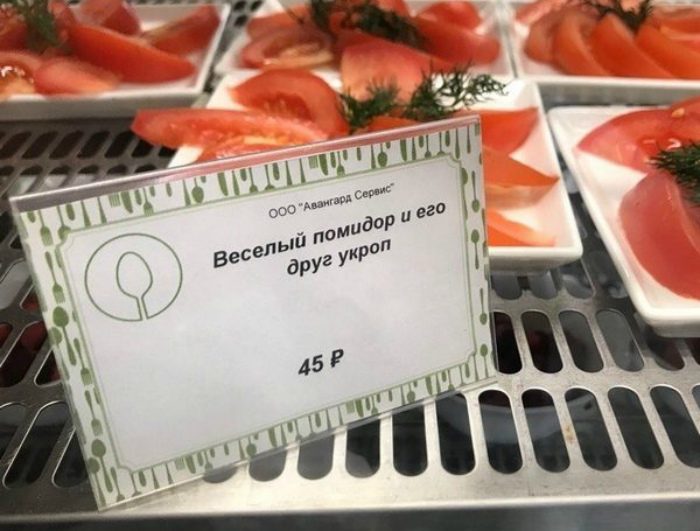 ООО "Авангард Сервис"
Веселый помидор и его
друг укроп
45 ₽